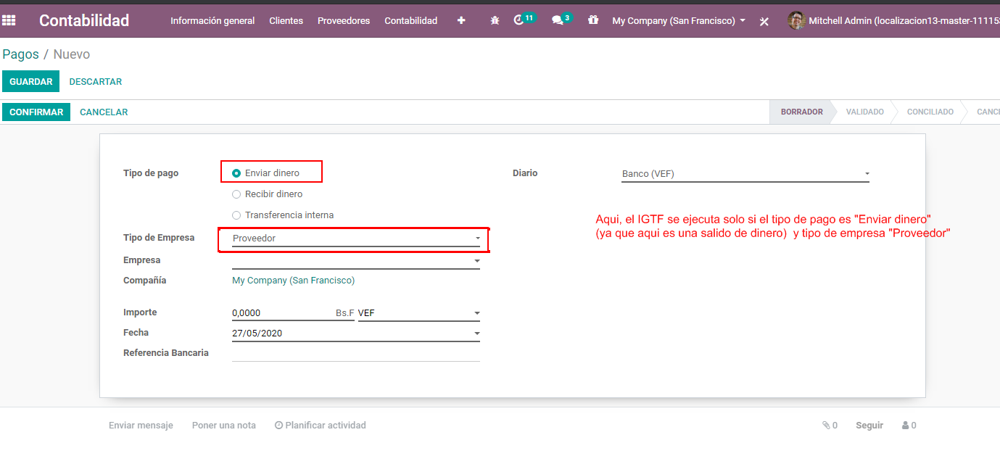 Contabilidad Información general Clientes Proveedores Contabilidad 11 3 My Company (San Francisco) Mitchell Admin (localizacion13-master-11115
Pagos / Nuevo
GUARDAR DESCARTAR
CONFIRMAR CANCELAR BORRADOR VALIDADO CONCILIADO CANC
Tipo de pago Enviar dinero Diario Banco (VEF)
Recibir dinero
Transferencia interna
Aqui, el IGTF se ejecuta solo si el tipo de pago es "Enviar dinero"
(ya que aqui es una salido de dinero) y tipo de empresa "Proveedor"
Tipo de Empresa Proveedor
Empresa
Compañía My Company (San Francisco)
Importe 0,0000 Bs.F VEF
Fecha 27/05/2020
Referencia Bancaria
Enviar mensaje Poner una nota Planificar actividad 0 Seguir 0